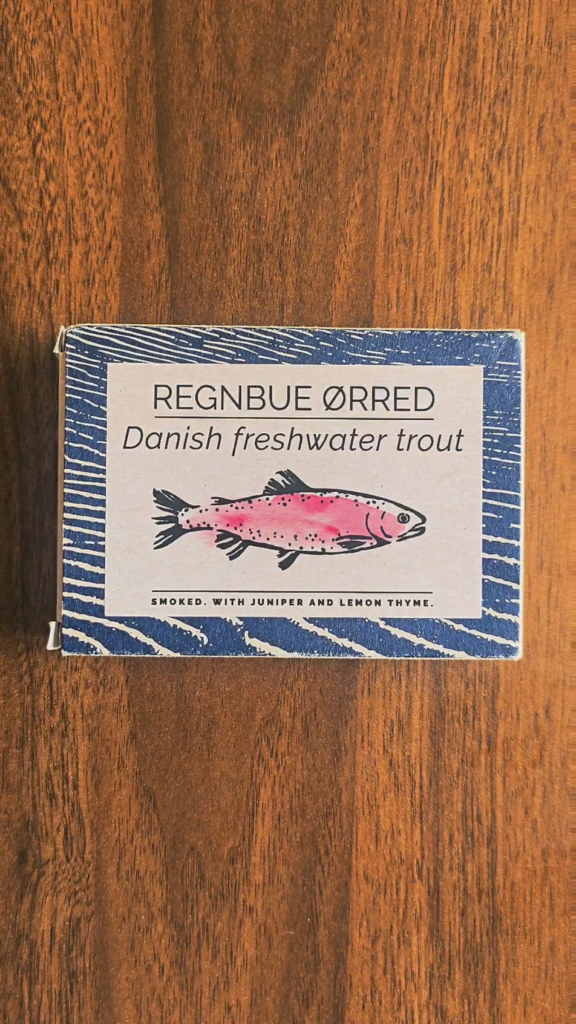 REGNBUE ØRRED
Danish freshwater trout
SMOKED. WITH JUNIPER AND LEMON THYME.